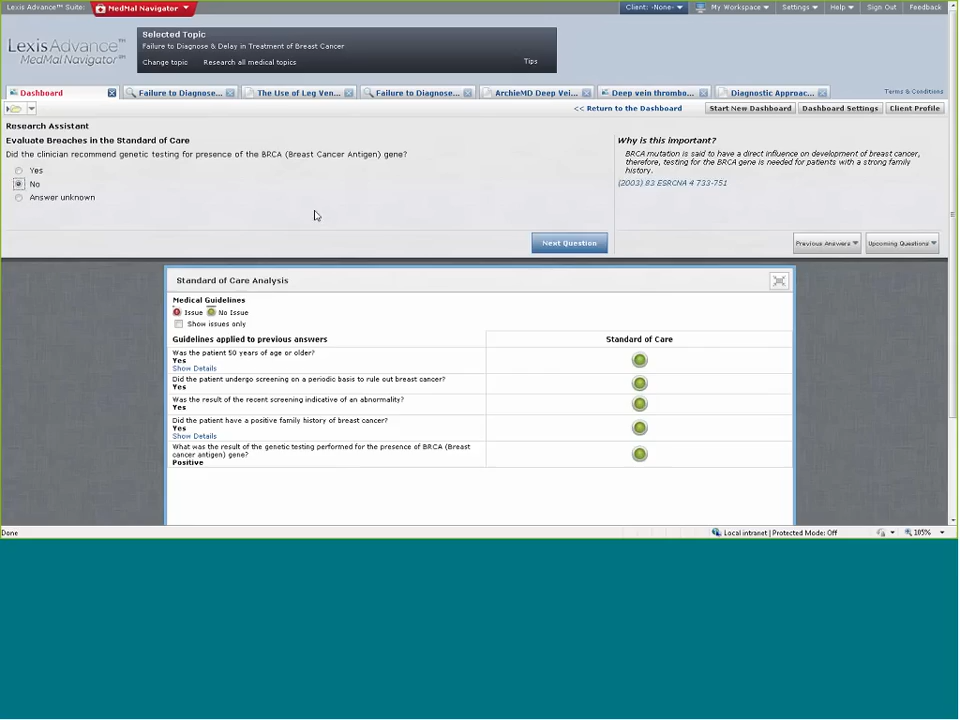 Lexis Advance™ Suite: MedMal Navigator Client: -None- My Workspace Settings Help Sign Out Feedback
LexisAdvance™
MedMal Navigator™
Selected Topic
Failure to Diagnose & Delay in Treatment of Breast Cancer
Change topic Research all medical topics Tips
Dashboard Failure to Diagnose... The Use of Leg Ven... Failure to Diagnose... ArchieMD Deep Vei... Deep vein thrombo... Diagnostic Approac... Terms & Conditions
<< Return to the Dashboard Start New Dashboard Dashboard Settings Client Profile
Research Assistant
Evaluate Breaches in the Standard of Care
Did the clinician recommend genetic testing for presence of the BRCA (Breast Cancer Antigen) gene?
Yes
No
Answer unknown
Next Question
Why is this important?
BRCA mutation is said to have a direct influence on development of breast cancer,
therefore, testing for the BRCA gene is needed for patients with a strong family
history.
(2003) 83 ESRCNA 4 733-751
Previous Answers Upcoming Questions
Standard of Care Analysis
Medical Guidelines
Issue No Issue
Show issues only
Guidelines applied to previous answers Standard of Care
Was the patient 50 years of age or older?
Yes
Show Details
Did the patient undergo screening on a periodic basis to rule out breast cancer?
Yes
Was the result of the recent screening indicative of an abnormality?
Yes
Did the patient have a positive family history of breast cancer?
Yes
Show Details
What was the result of the genetic testing performed for the presence of BRCA (Breast
cancer antigen) gene?
Positive
Done Local intranet | Protected Mode: Off 105%